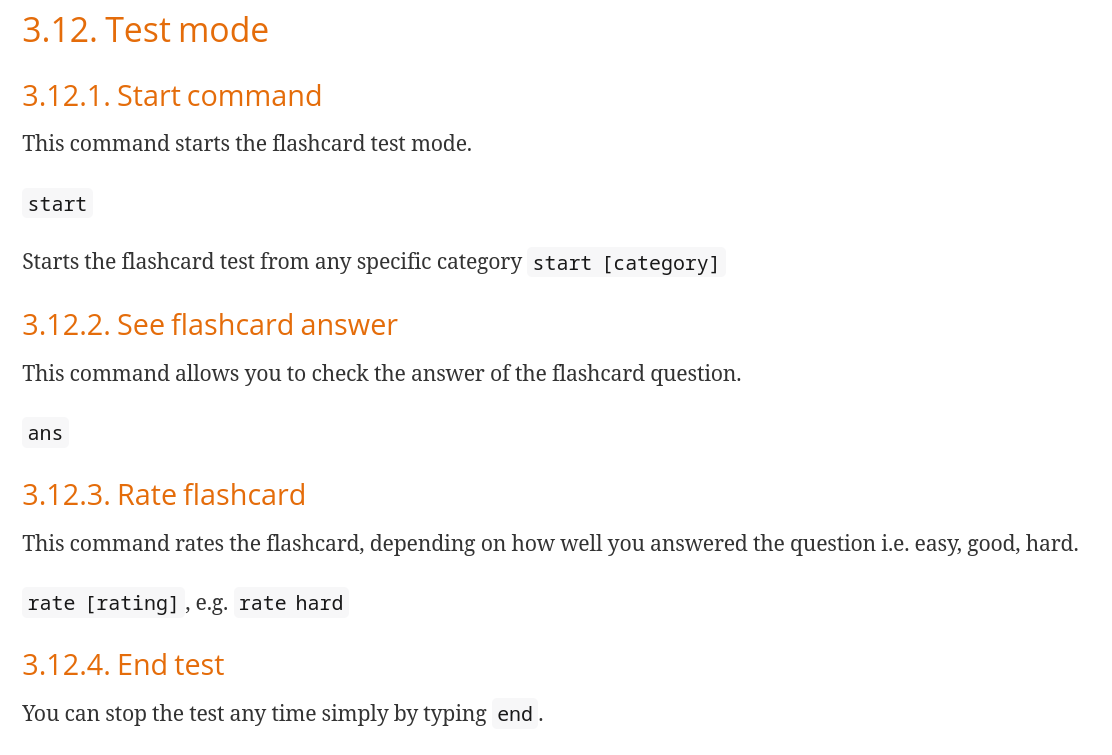 3.12. Test mode
3.12.1. Start command
This command starts the flashcard test mode.
start
Starts the flashcard test from any specific category start [category]
3.12.2. See flashcard answer
This command allows you to check the answer of the flashcard question.
ans
3.12.3. Rate flashcard
This command rates the flashcard, depending on how well you answered the question i.e. easy, good, hard.
rate [rating], e.g. rate hard
3.12.4. End test
You can stop the test any time simply by typing end.